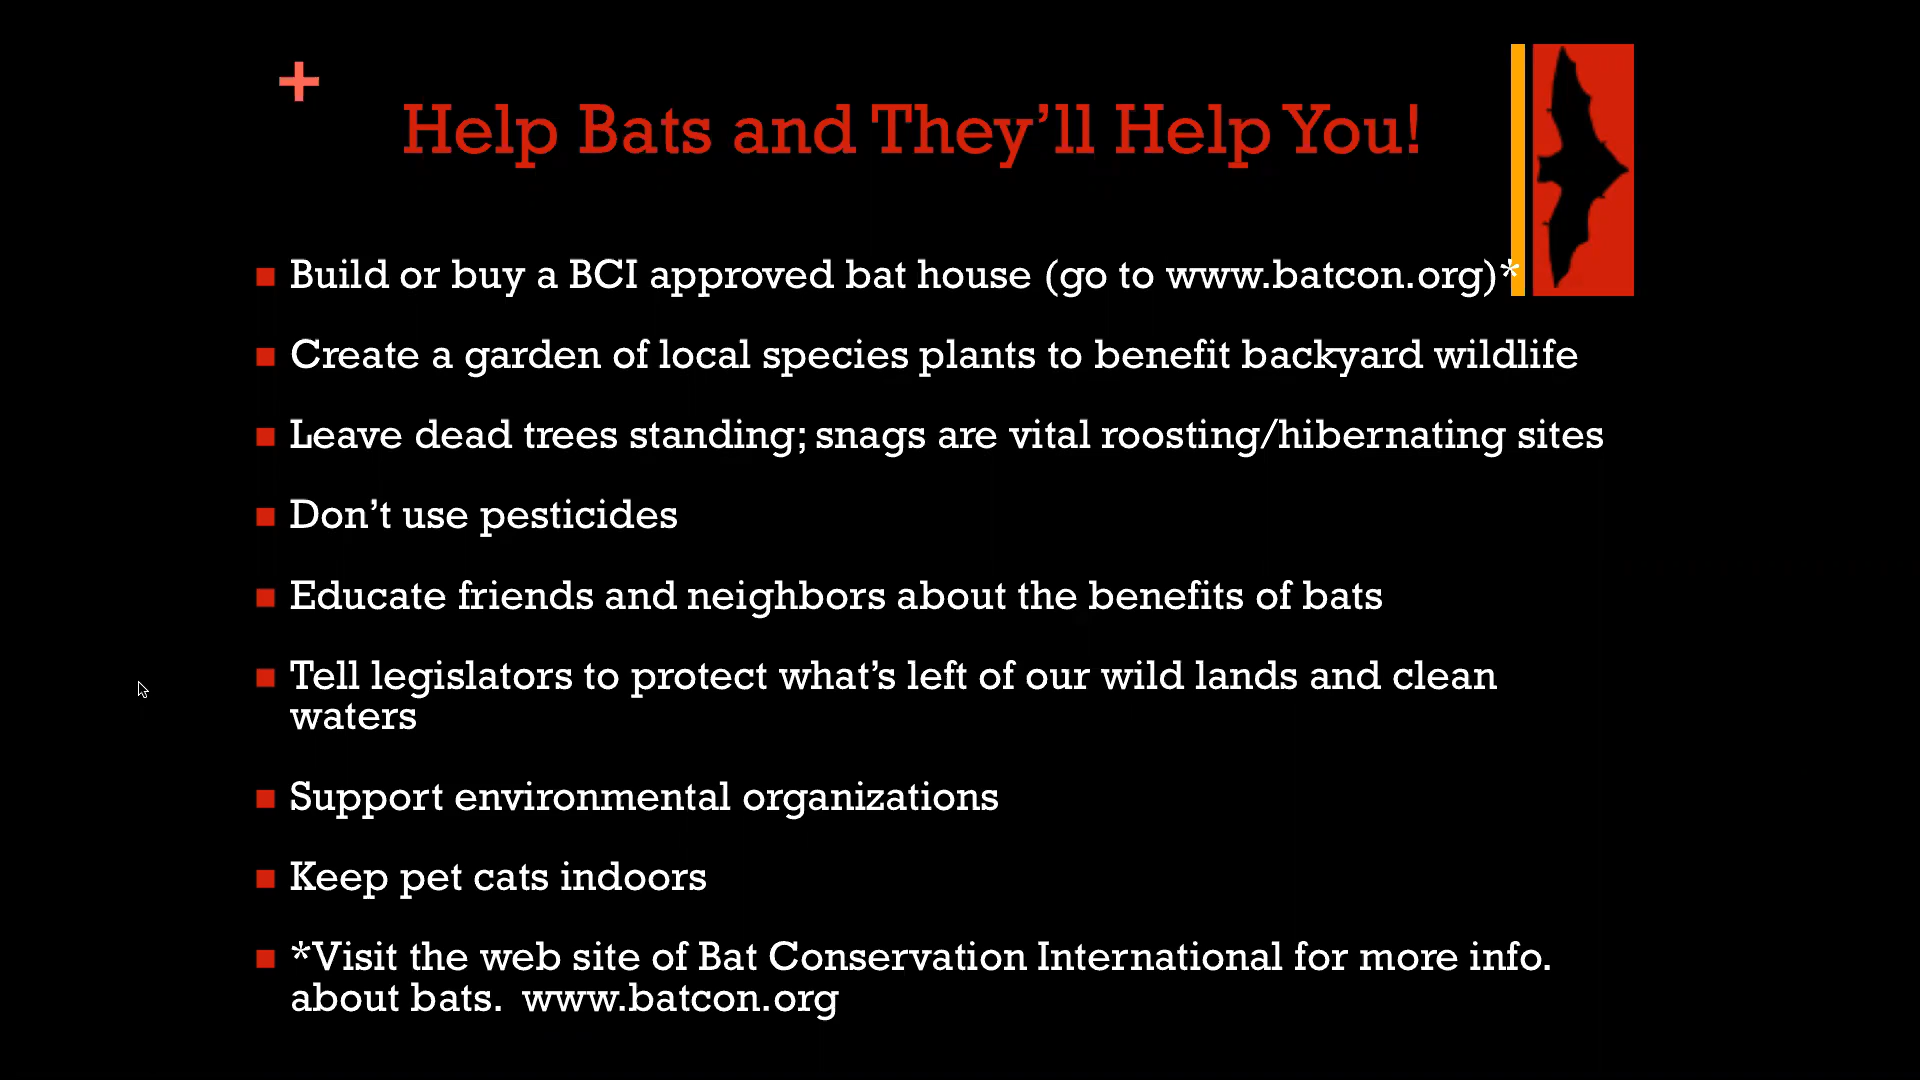 Help Bats and They’ll Help You!
Build or buy a BCI approved bat house (go to www.batcon.org)*
Create a garden of local species plants to benefit backyard wildlife
Leave dead trees standing; snags are vital roosting/hibernating sites
Don’t use pesticides
Educate friends and neighbors about the benefits of bats
Tell legislators to protect what’s left of our wild lands and clean
waters
Support environmental organizations
Keep pet cats indoors
*Visit the web site of Bat Conservation International for more info.
about bats.  www.batcon.org